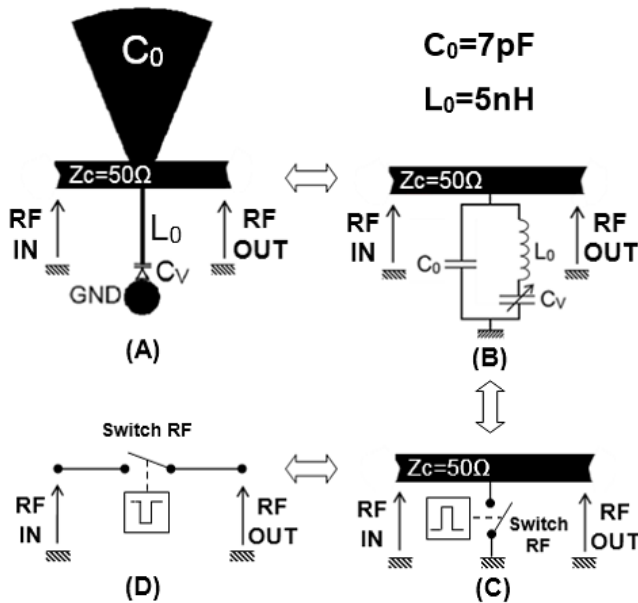 C₀
C₀=7pF
L₀=5nH
Zc=50Ω
RF
IN
L₀
RF
OUT
Cᵥ
GND
(A)
Zc=50Ω
RF
IN
C₀
L₀
Cᵥ
RF
OUT
(B)
Switch RF
RF
IN
RF
OUT
(D)
Zc=50Ω
RF
IN
Switch
RF
RF
OUT
(C)